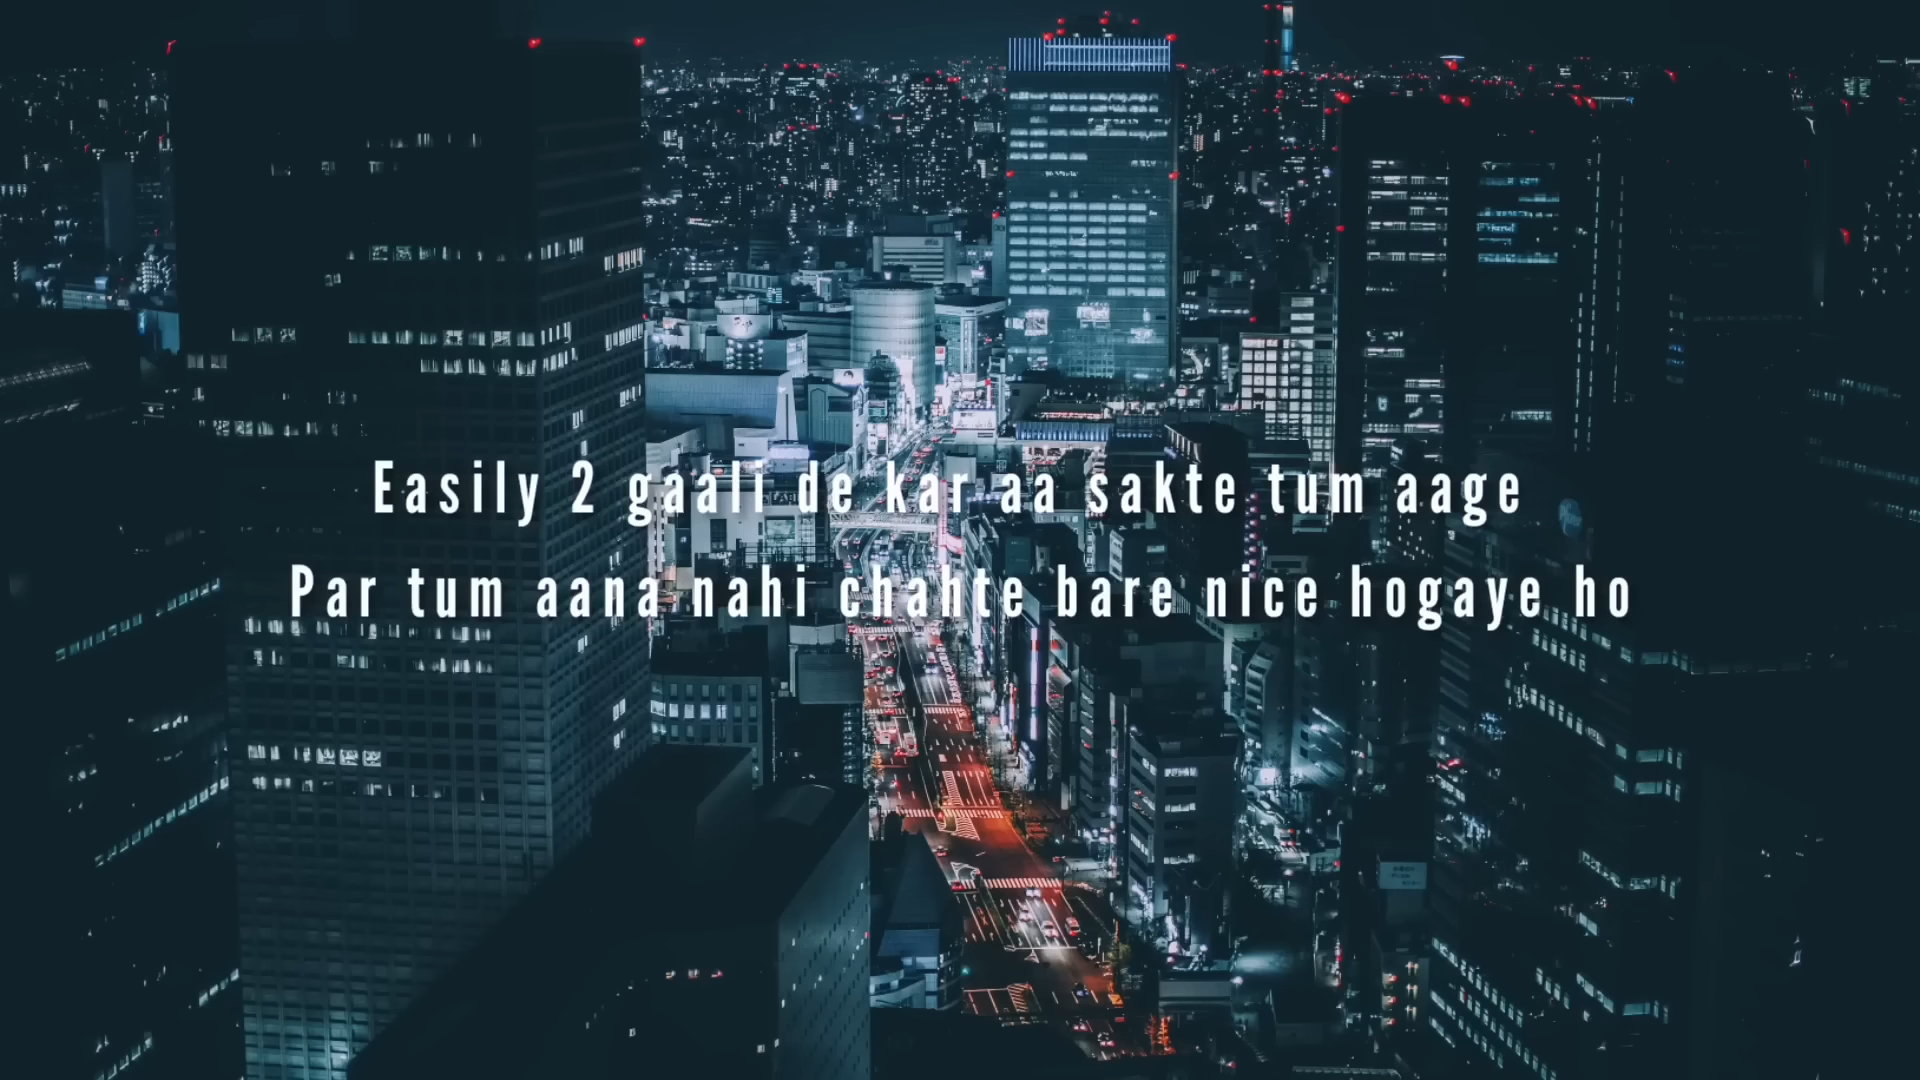 Easily 2 gaali de kar aa sakte tum aage
Par tum aana nahi chahte bare nice hogaye ho